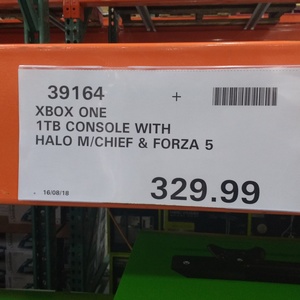 39164 +
XBOX ONE
1TB CONSOLE WITH
HALO M/CHIEF & FORZA 5
16/08/18 329.99